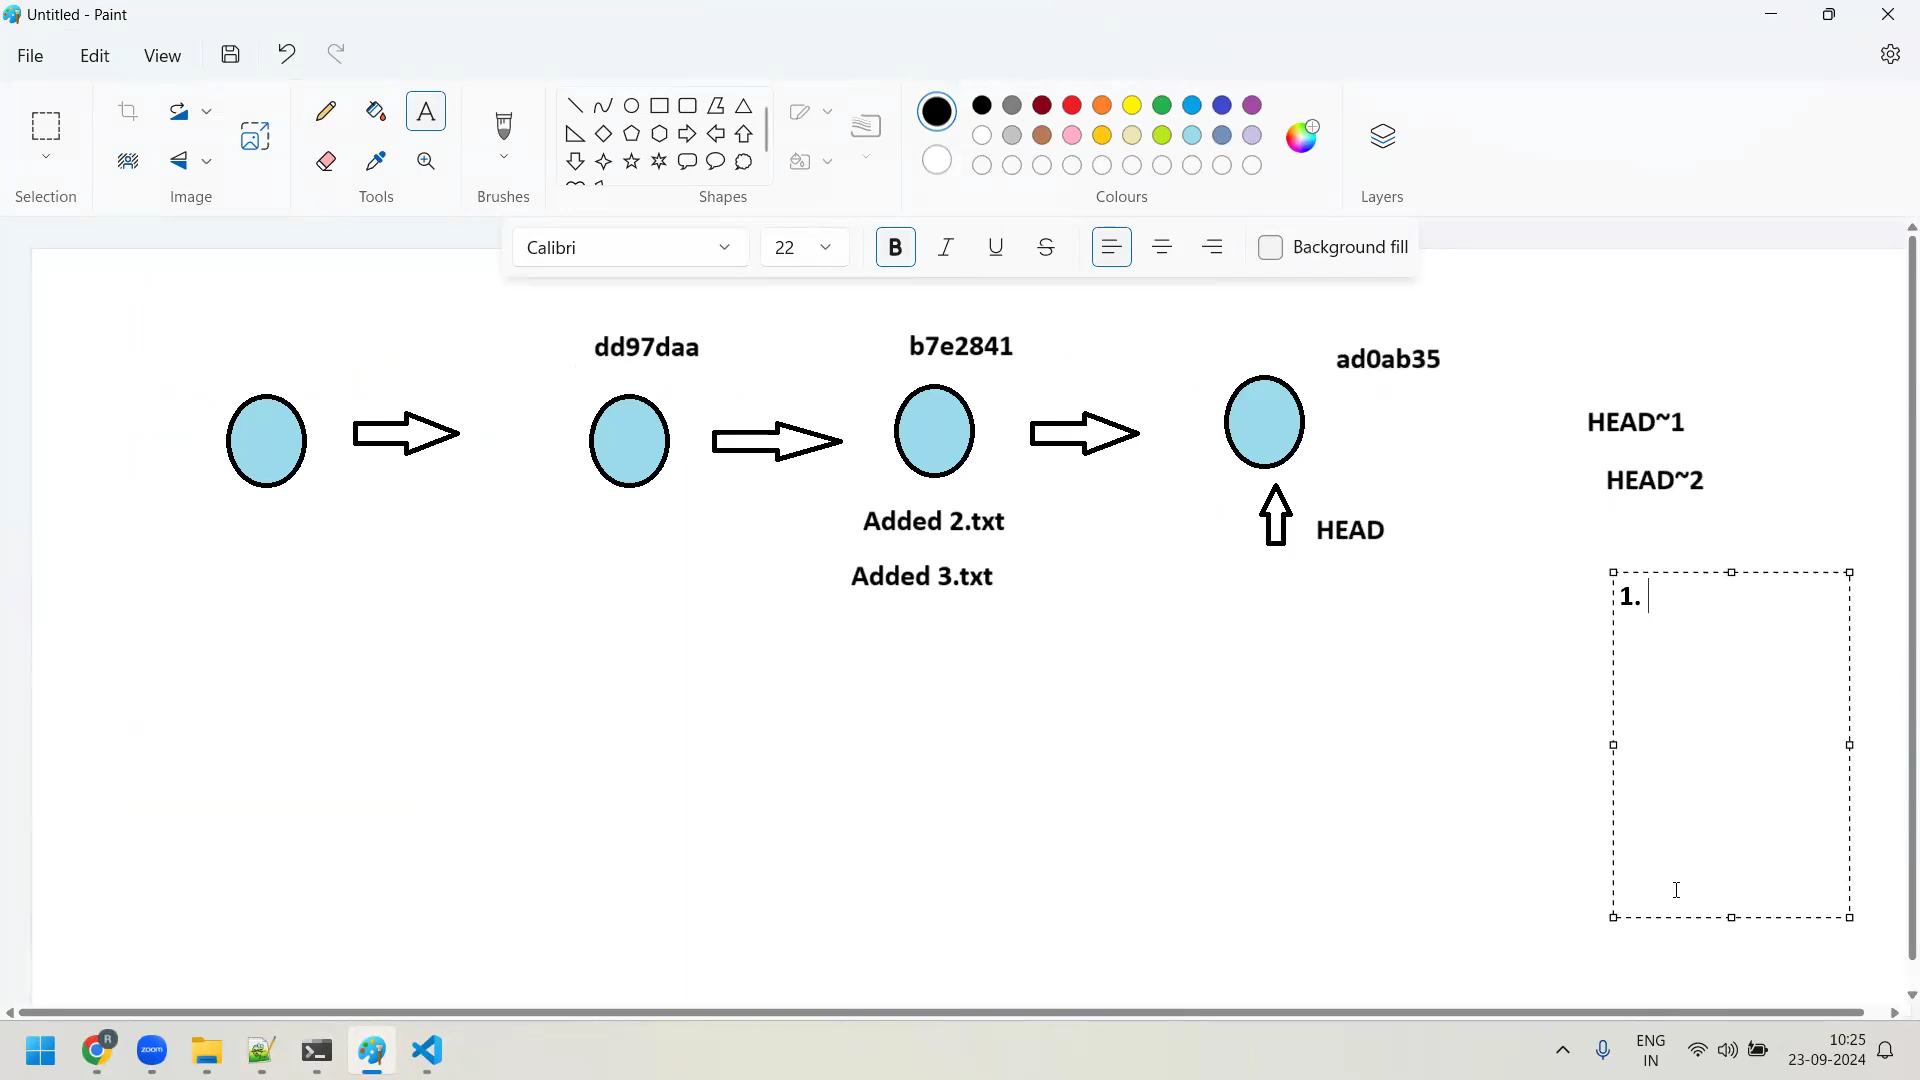 Untitled - Paint
File Edit View
Selection Image Tools Brushes Shapes Colours Layers
Calibri 22 B I U S Background fill
dd97daa b7e2841 ad0ab35
HEAD~1
HEAD~2
Added 2.txt HEAD
Added 3.txt
1.
R
zoom
ENG
IN
10:25
23-09-2024